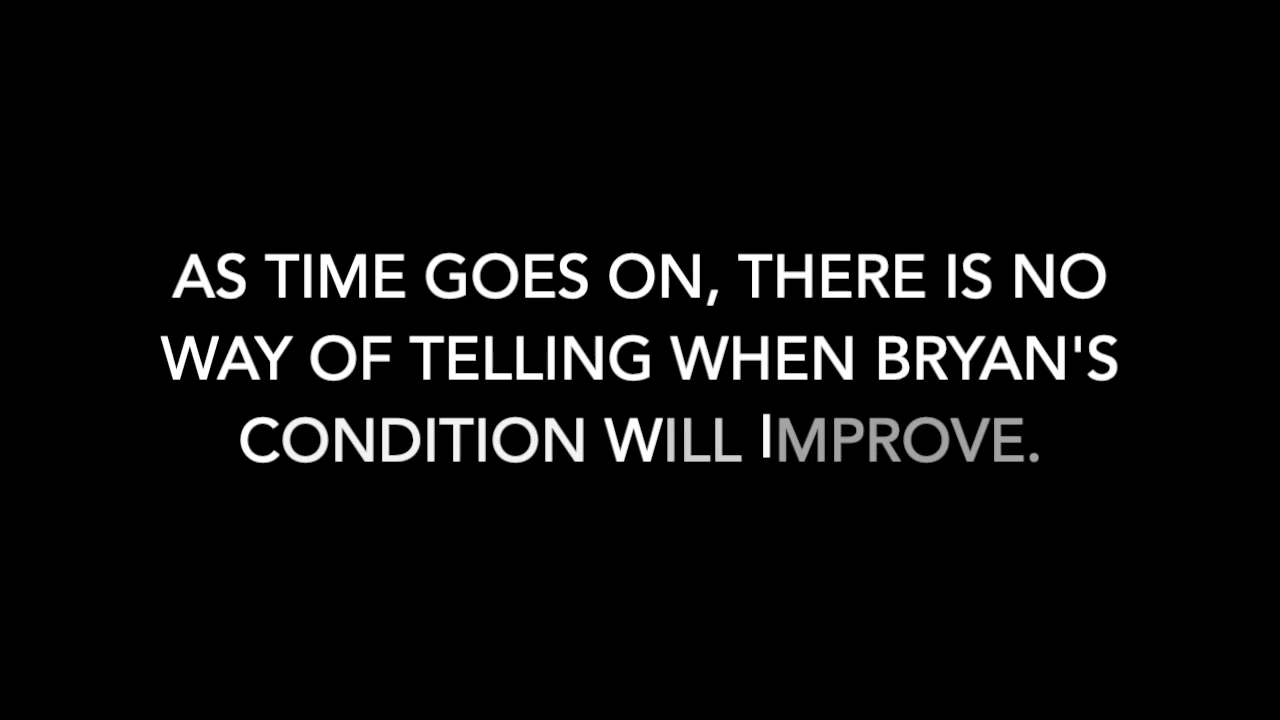 AS TIME GOES ON, THERE IS NO
WAY OF TELLING WHEN BRYAN'S
CONDITION WILL IMPROVE.